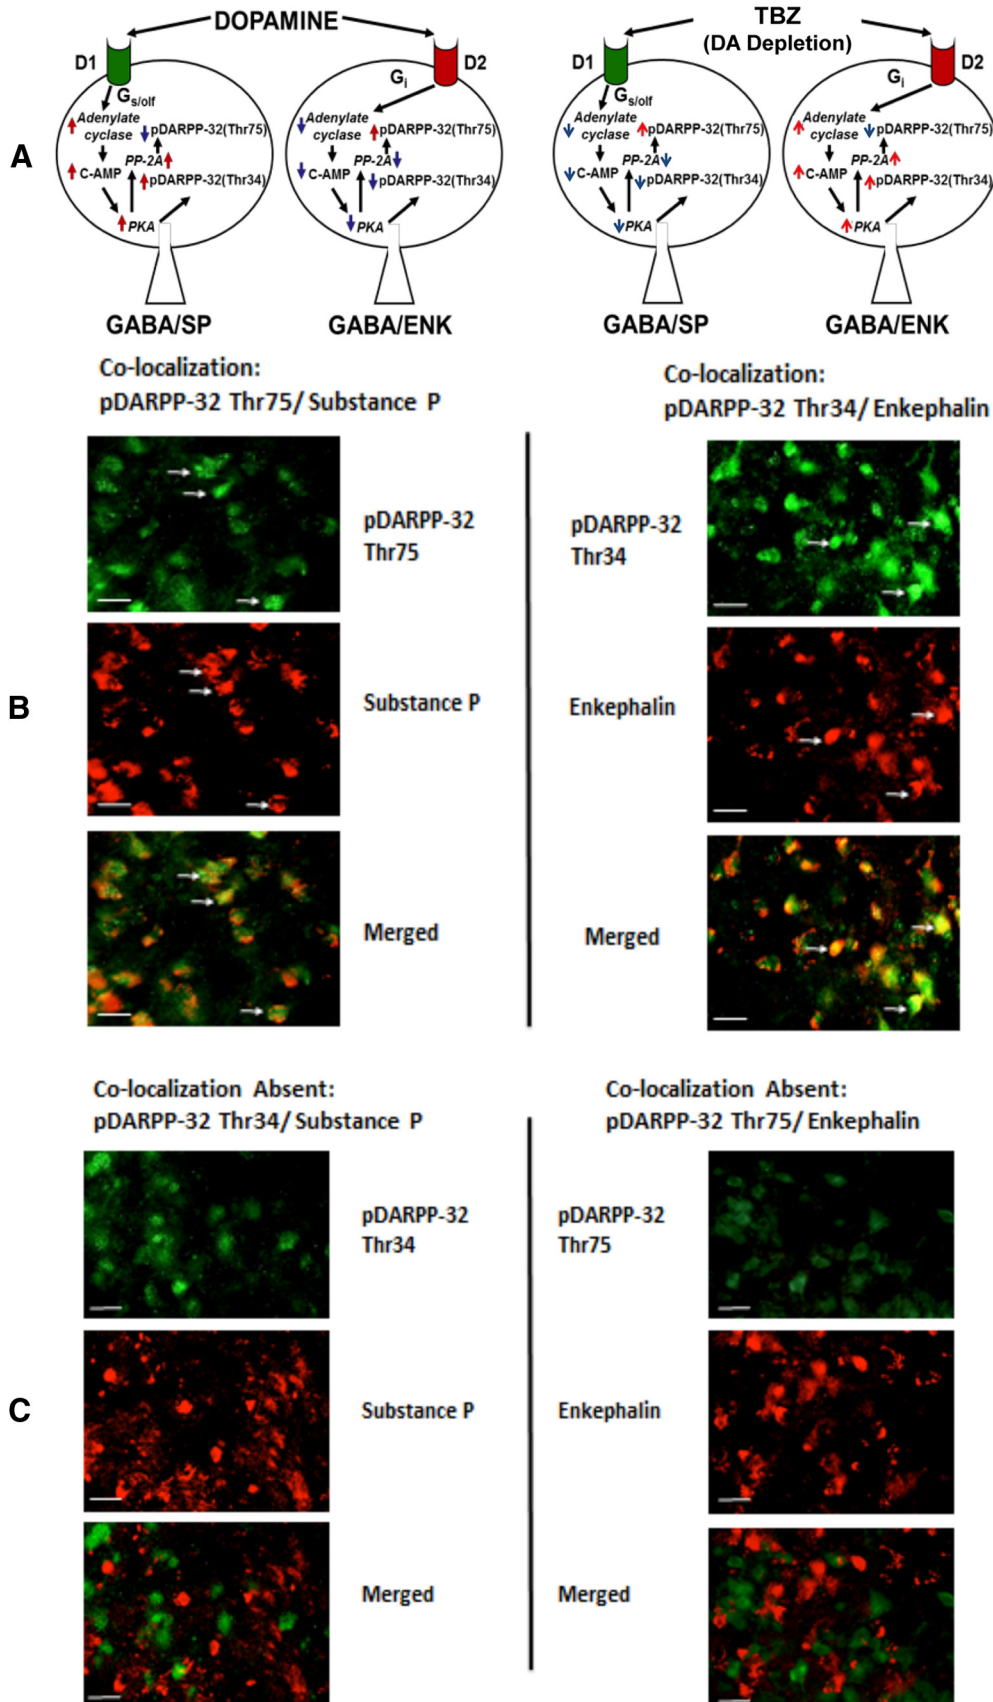 DOPAMINE
TBZ
(DA Depletion)
D1
D2
D1
D2
Gs/olf
Gi
Gs/olf
Gi
A
Adenylate
cyclase
pDARPP-32(Thr75)
PP-2A
C-AMP
pDARPP-32(Thr34)
PKA
Adenylate
cyclase
pDARPP-32(Thr75)
PP-2A
C-AMP
pDARPP-32(Thr34)
PKA
Adenylate
cyclase
pDARPP-32(Thr75)
PP-2A
C-AMP
pDARPP-32(Thr34)
PKA
Adenylate
cyclase
pDARPP-32(Thr75)
PP-2A
C-AMP
pDARPP-32(Thr34)
PKA
GABA/SP
GABA/ENK
GABA/SP
GABA/ENK
B
Co-localization:
pDARPP-32 Thr75/ Substance P
pDARPP-32
Thr75
Substance P
Merged
Co-localization:
pDARPP-32 Thr34/ Enkephalin
pDARPP-32
Thr34
Enkephalin
Merged
C
Co-localization Absent:
pDARPP-32 Thr34/ Substance P
pDARPP-32
Thr34
Substance P
Merged
Co-localization Absent:
pDARPP-32 Thr75/ Enkephalin
pDARPP-32
Thr75
Enkephalin
Merged